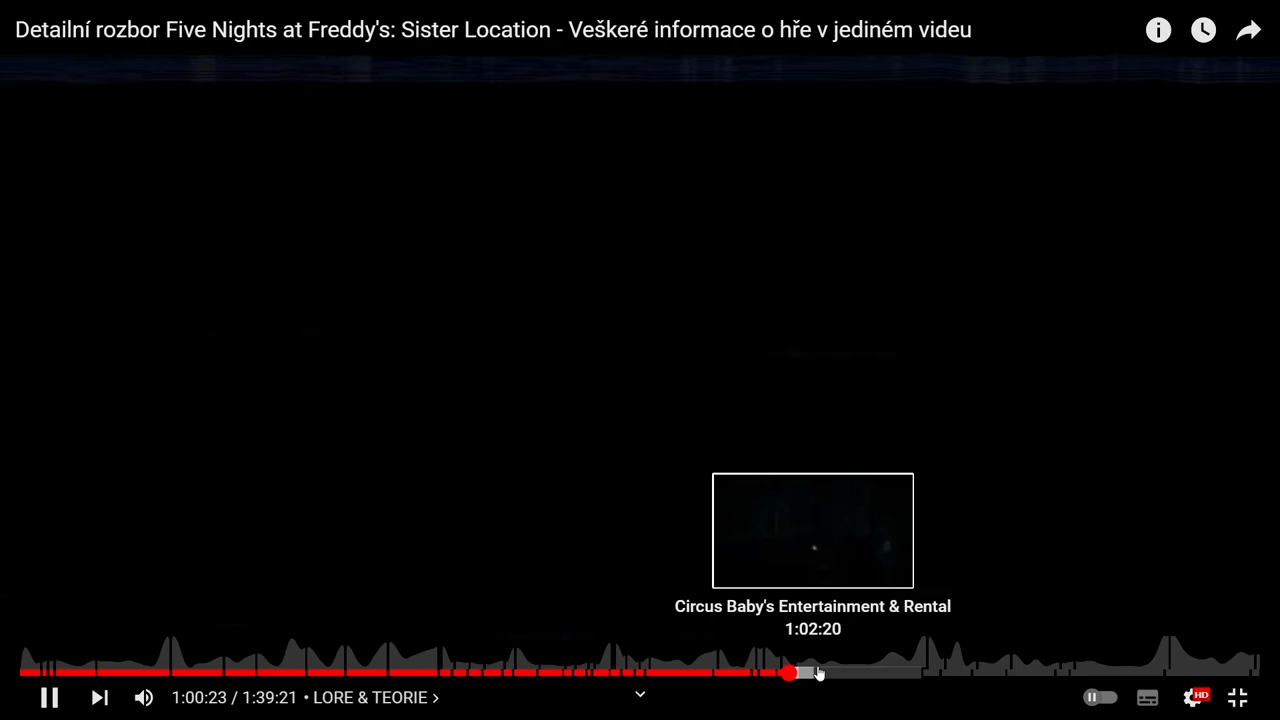 Detailní rozbor Five Nights at Freddy's: Sister Location - Veškeré informace o hře v jediném videu
Circus Baby's Entertainment & Rental
1:02:20
1:00:23 / 1:39:21 • LORE & TEORIE >
HD